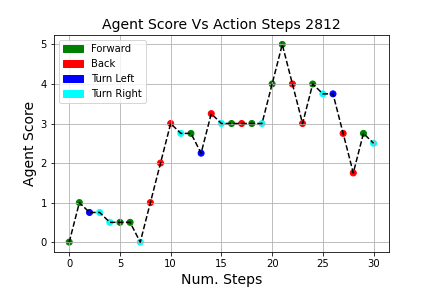 Agent Score Vs Action Steps 2812
Forward
Back
Turn Left
Turn Right
Agent Score
5
4
3
2
1
0
0 5 10 15 20 25 30
Num. Steps